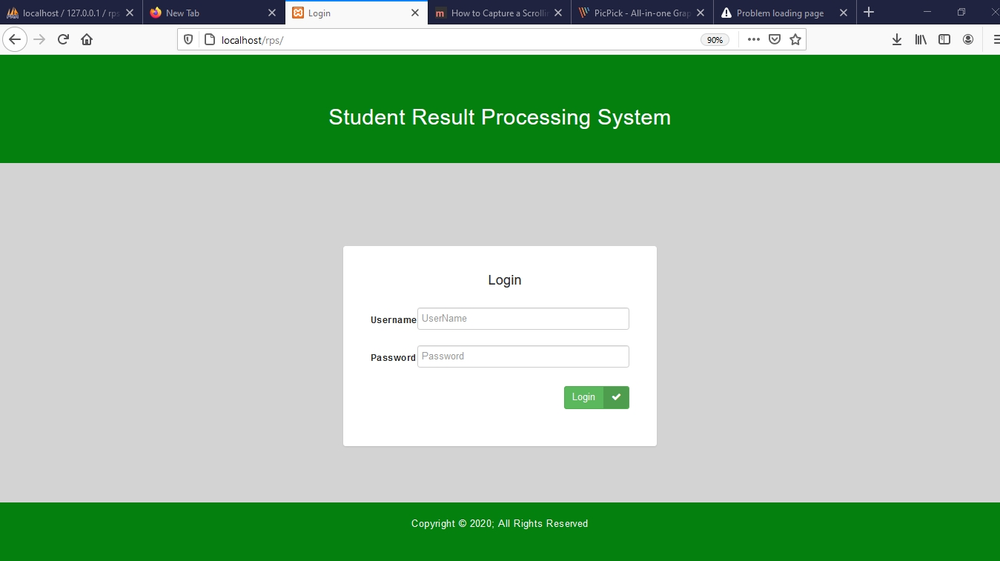 localhost / 127.0.0.1 / rps
New Tab
Login
How to Capture a Scrollin
PicPick - All-in-one Grap
Problem loading page
localhost/rps/
90%
Student Result Processing System
Login
Username UserName
Password Password
Login
Copyright © 2020; All Rights Reserved